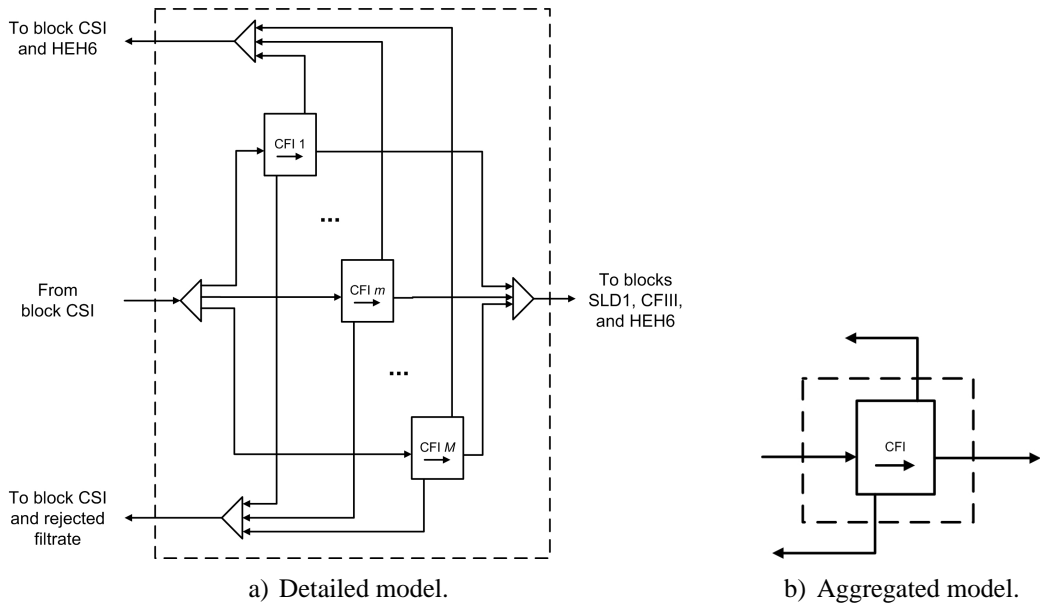 To block CSI
and HEH6
CFI 1
...
From
block CSI
CFI m
To blocks
SLD1, CFIII,
and HEH6
...
CFI M
To block CSI
and rejected
filtrate
a) Detailed model.
CFI
b) Aggregated model.